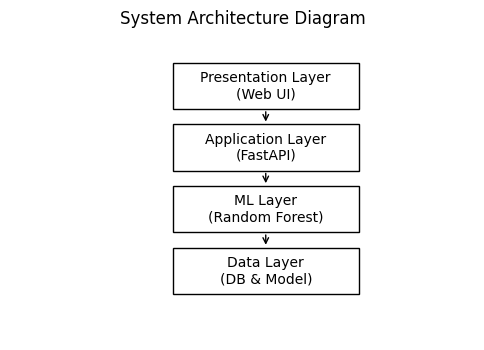 System Architecture Diagram
Presentation Layer
(Web UI)
Application Layer
(FastAPI)
ML Layer
(Random Forest)
Data Layer
(DB & Model)